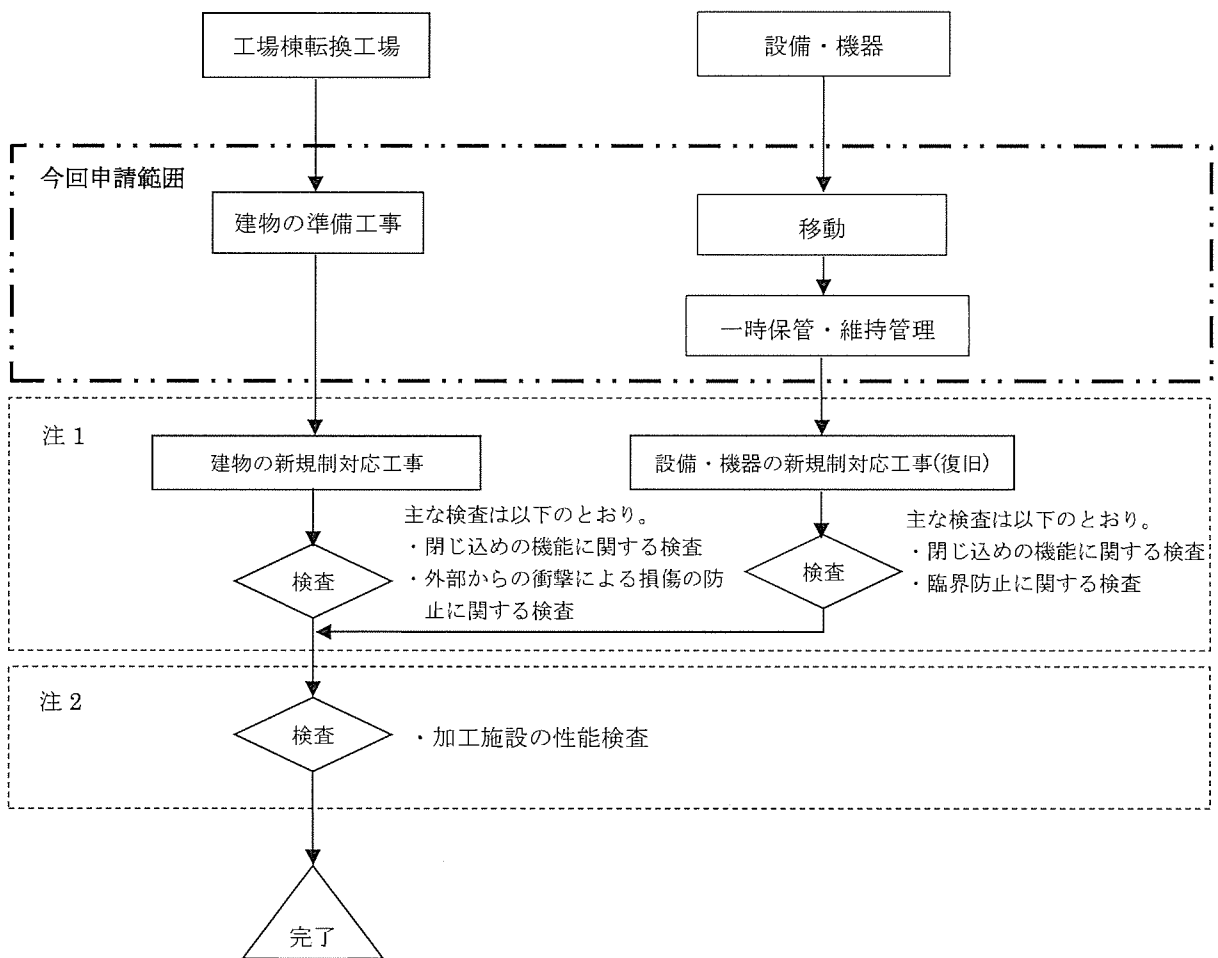 工場棟転換工場
設備・機器
今回申請範囲
建物の準備工事
移動
一時保管・維持管理
注 1
建物の新規制対応工事
設備・機器の新規制対応工事(復旧)
主な検査は以下のとおり。
・閉じ込めの機能に関する検査
・外部からの衝撃による損傷の防
止に関する検査
検査
主な検査は以下のとおり。
・閉じ込めの機能に関する検査
・臨界防止に関する検査
検査
注 2
検査
・加工施設の性能検査
完了